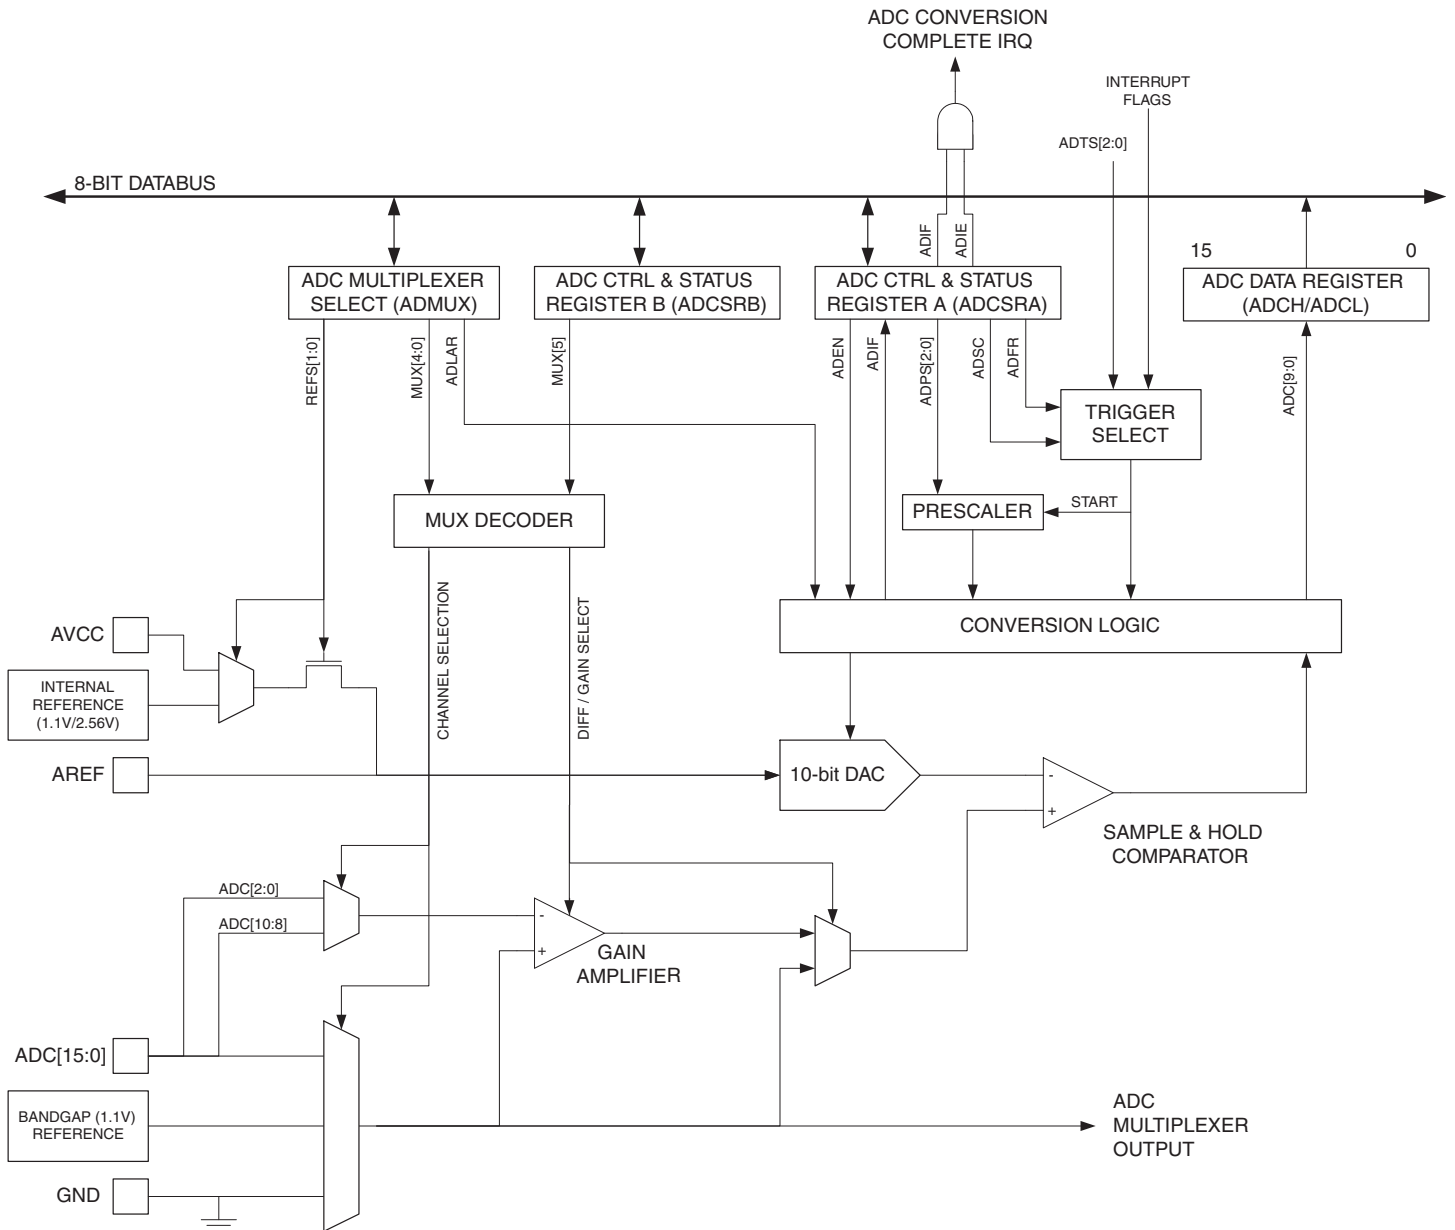 ADC CONVERSION
COMPLETE IRQ
INTERRUPT
FLAGS
ADTS[2:0]
8-BIT DATABUS
ADIF
ADIE
15
0
ADC MULTIPLEXER
SELECT (ADMUX)
ADC CTRL & STATUS
REGISTER B (ADCSRB)
ADC CTRL & STATUS
REGISTER A (ADCSRA)
ADC DATA REGISTER
(ADCH/ADCL)
REFS[1:0]
MUX[4:0]
ADLAR
MUX[5]
ADEN
ADIF
ADPS[2:0]
ADSC
ADFR
ADC[9:0]
TRIGGER
SELECT
MUX DECODER
PRESCALER
START
CHANNEL SELECTION
DIFF / GAIN SELECT
CONVERSION LOGIC
AVCC
INTERNAL
REFERENCE
(1.1V/2.56V)
AREF
10-bit DAC
-
+
SAMPLE & HOLD
COMPARATOR
ADC[2:0]
ADC[10:8]
-
+
GAIN
AMPLIFIER
ADC[15:0]
BANDGAP (1.1V)
REFERENCE
ADC
MULTIPLEXER
OUTPUT
GND